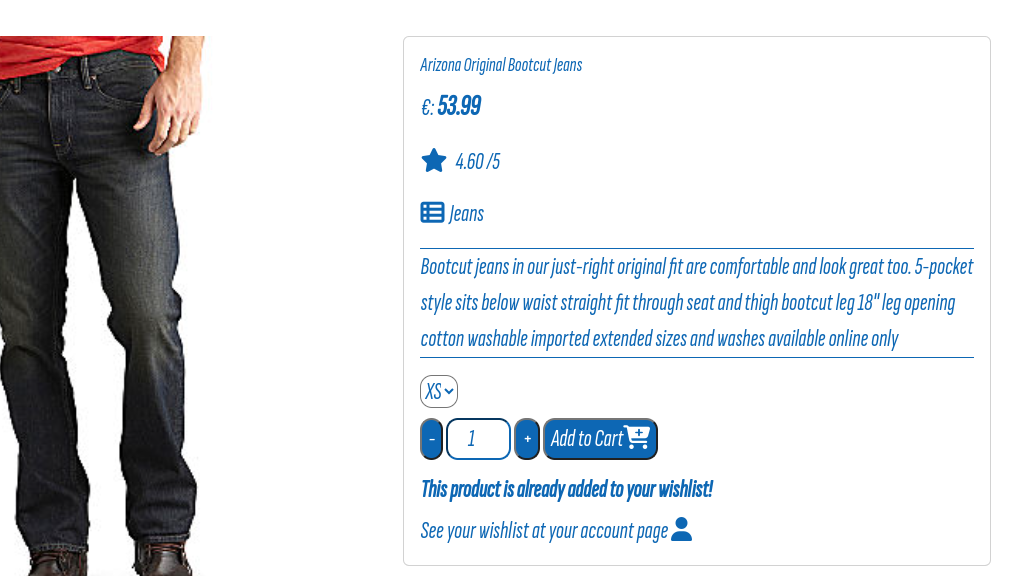 Arizona Original Bootcut Jeans
€: 53.99
4.60 /5
Jeans
Bootcut jeans in our just-right original fit are comfortable and look great too. 5-pocket
style sits below waist straight fit through seat and thigh bootcut leg 18" leg opening
cotton washable imported extended sizes and washes available online only
XS
- 1 + Add to Cart
This product is already added to your wishlist!
See your wishlist at your account page